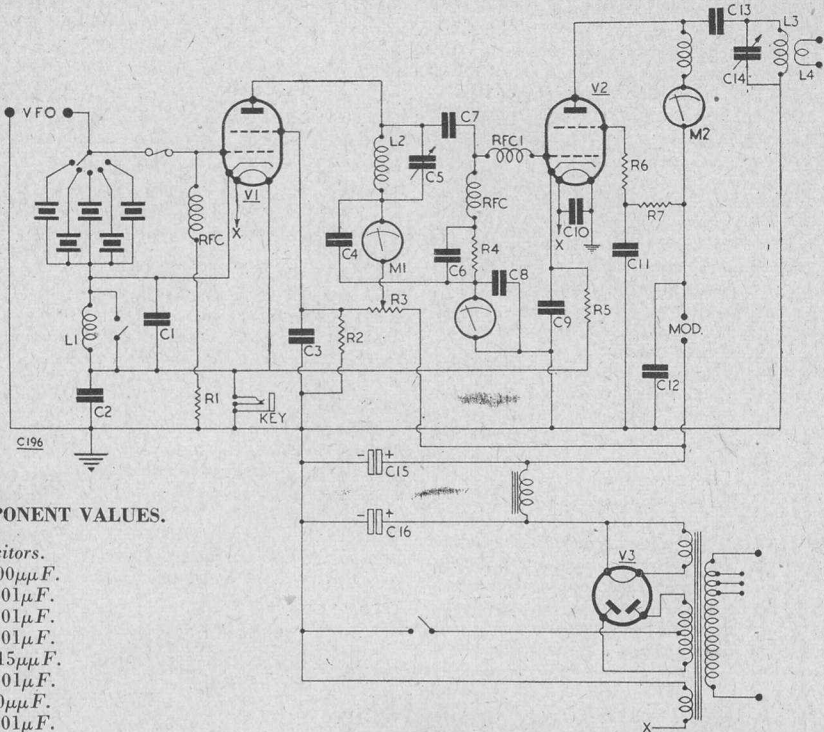 C13
L3
C14
L4
V2
VFO
C7
M2
L2
RFC1
R6
C5
V1
RFC
R7
C10
X
X
RFC
C4
R4
C11
M1
C6
C8
R3
C9
R5
MOD.
L1
C1
C3
R2
C12
C2
R1
KEY
C196
- +
C15
PONENT VALUES.
- +
C16
itors.
00μμF.
V3
01μF.
01μF.
01μF.
15μμF.
01μF.
0μμF.
01μF.
X